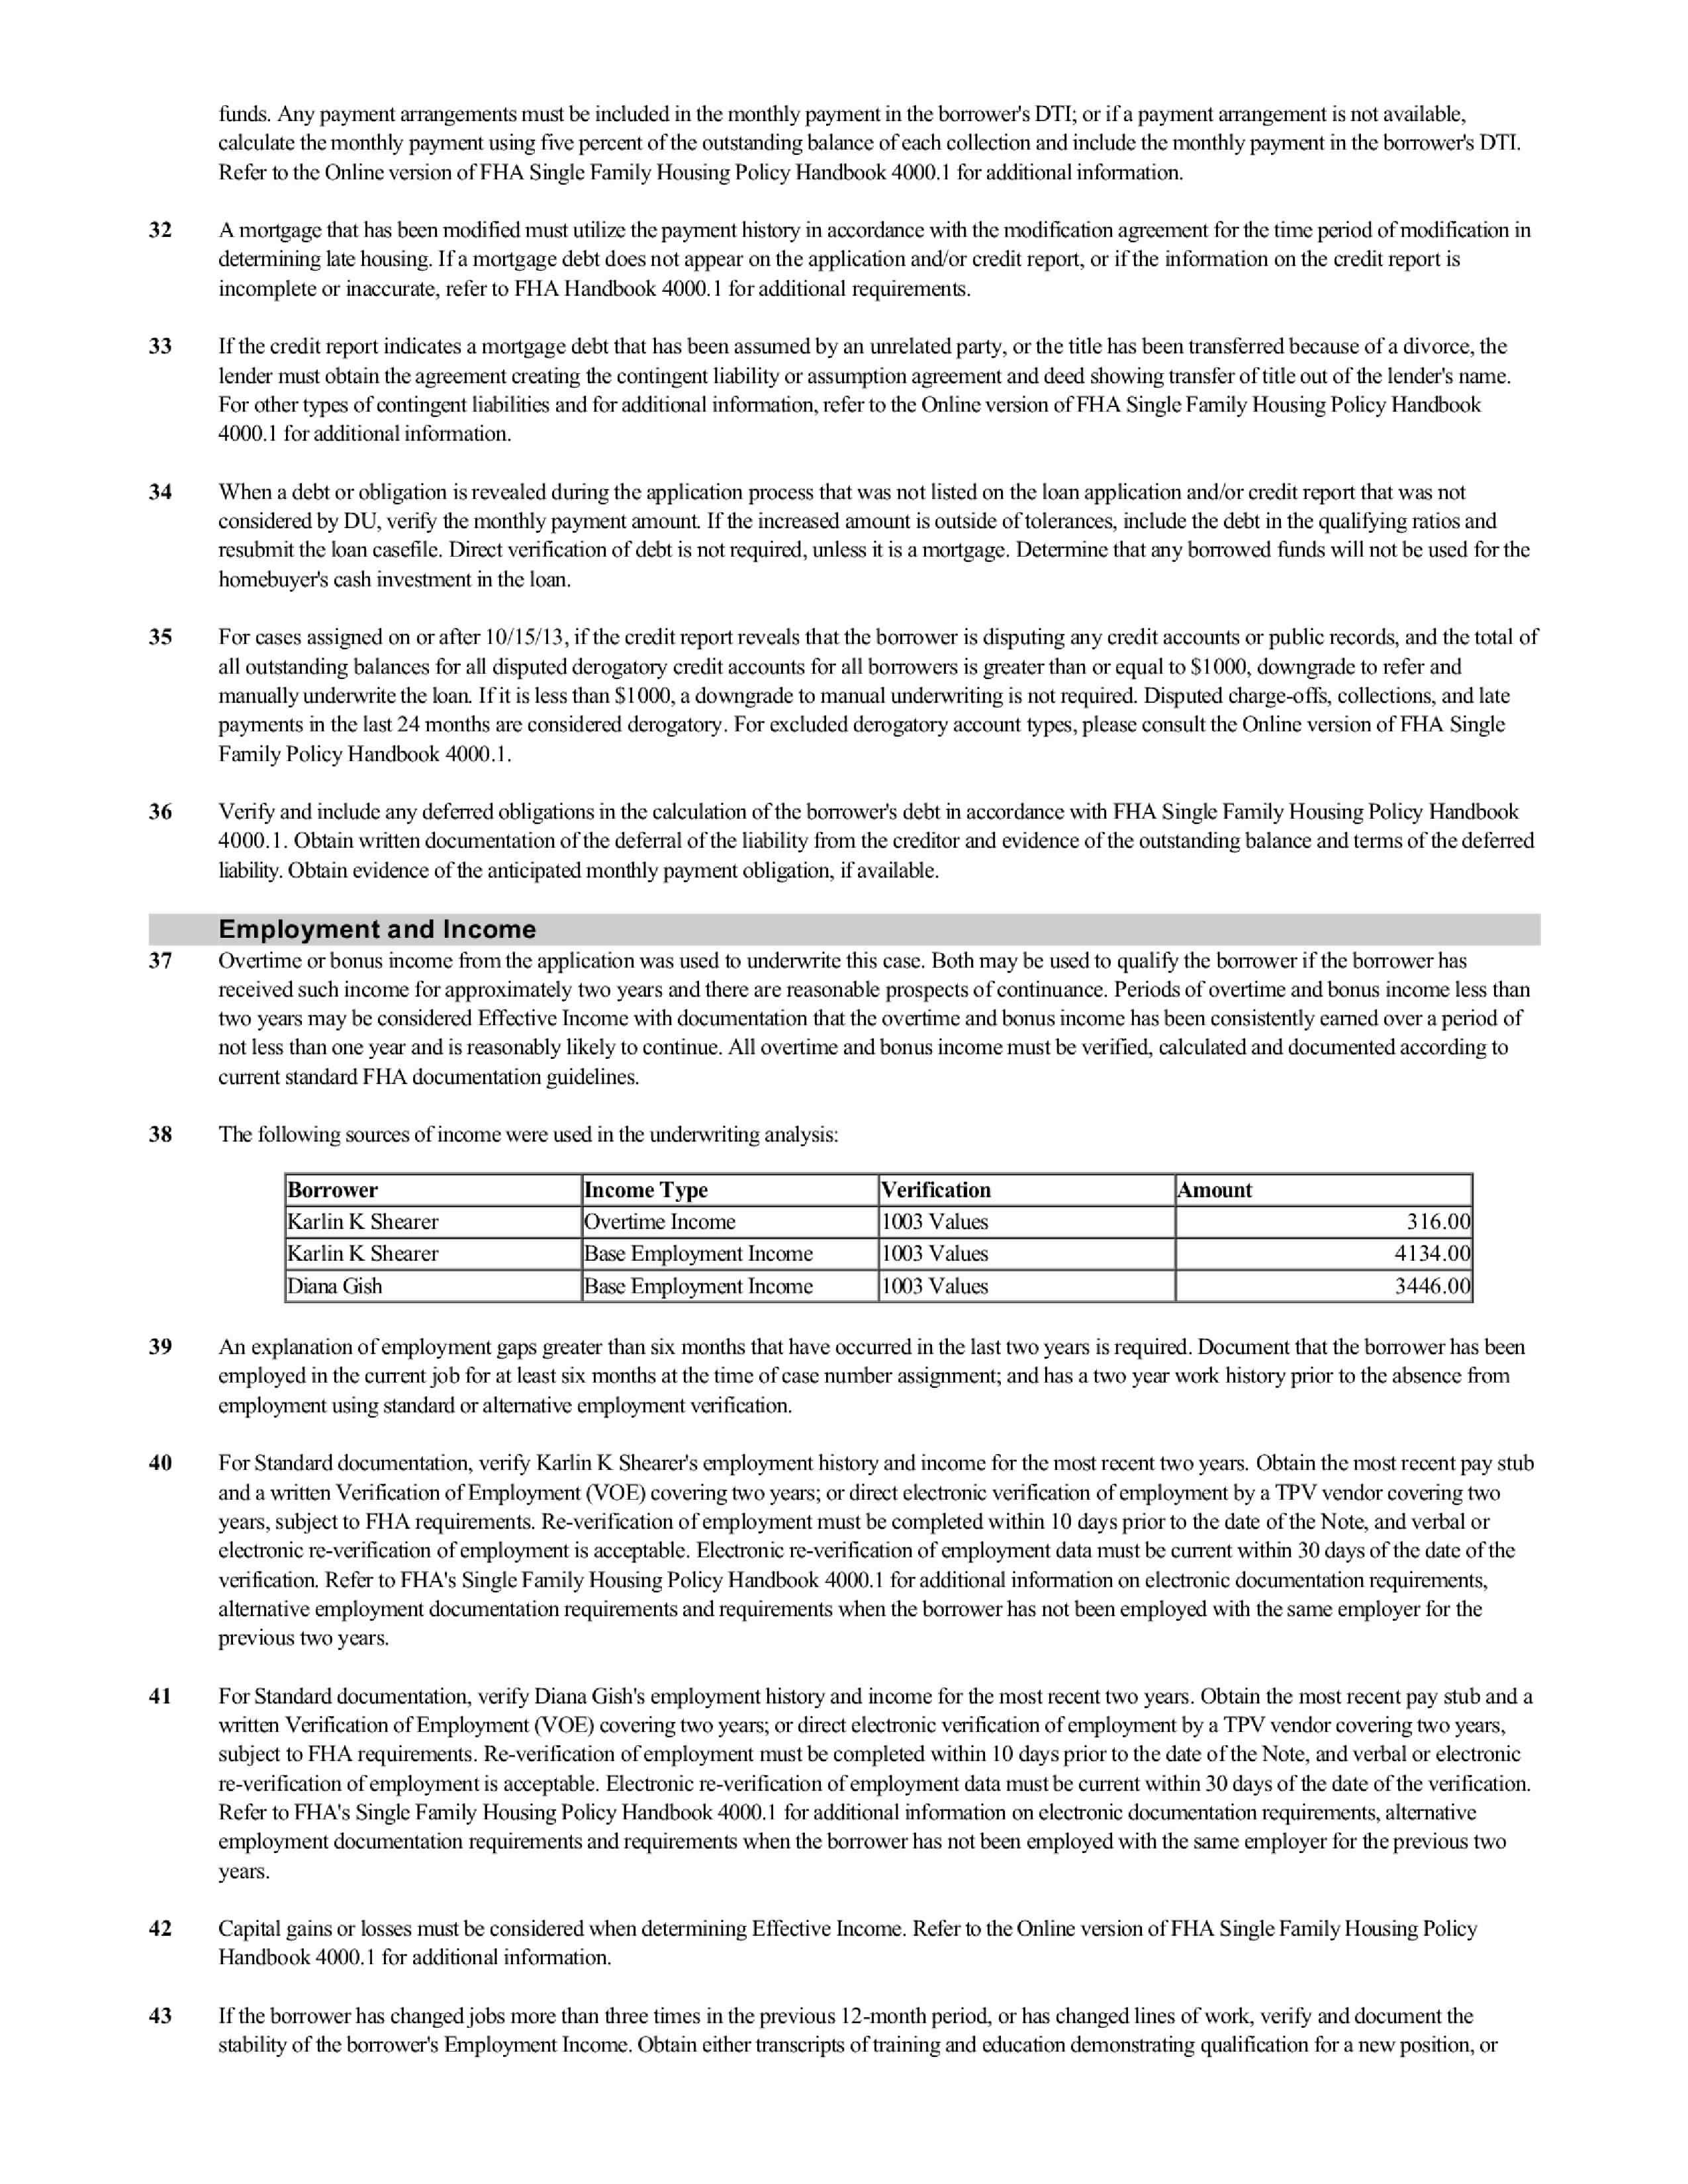 funds. Any payment arrangements must be included in the monthly payment in the borrower's DTI; or if a payment arrangement is not available,
calculate the monthly payment using five percent of the outstanding balance of each collection and include the monthly payment in the borrower's DTI.
Refer to the Online version of FHA Single Family Housing Policy Handbook 4000.1 for additional information.
32 A mortgage that has been modified must utilize the payment history in accordance with the modification agreement for the time period of modification in
determining late housing. If a mortgage debt does not appear on the application and/or credit report, or if the information on the credit report is
incomplete or inaccurate, refer to FHA Handbook 4000.1 for additional requirements.
33 If the credit report indicates a mortgage debt that has been assumed by an unrelated party, or the title has been transferred because of a divorce, the
lender must obtain the agreement creating the contingent liability or assumption agreement and deed showing transfer of title out of the lender's name.
For other types of contingent liabilities and for additional information, refer to the Online version of FHA Single Family Housing Policy Handbook
4000.1 for additional information.
34 When a debt or obligation is revealed during the application process that was not listed on the loan application and/or credit report that was not
considered by DU, verify the monthly payment amount. If the increased amount is outside of tolerances, include the debt in the qualifying ratios and
resubmit the loan casefile. Direct verification of debt is not required, unless it is a mortgage. Determine that any borrowed funds will not be used for the
homebuyer's cash investment in the loan.
35 For cases assigned on or after 10/15/13, if the credit report reveals that the borrower is disputing any credit accounts or public records, and the total of
all outstanding balances for all disputed derogatory credit accounts for all borrowers is greater than or equal to $1000, downgrade to refer and
manually underwrite the loan. If it is less than $1000, a downgrade to manual underwriting is not required. Disputed charge-offs, collections, and late
payments in the last 24 months are considered derogatory. For excluded derogatory account types, please consult the Online version of FHA Single
Family Policy Handbook 4000.1.
36 Verify and include any deferred obligations in the calculation of the borrower's debt in accordance with FHA Single Family Housing Policy Handbook
4000.1. Obtain written documentation of the deferral of the liability from the creditor and evidence of the outstanding balance and terms of the deferred
liability. Obtain evidence of the anticipated monthly payment obligation, if available.
Employment and Income
37 Overtime or bonus income from the application was used to underwrite this case. Both may be used to qualify the borrower if the borrower has
received such income for approximately two years and there are reasonable prospects of continuance. Periods of overtime and bonus income less than
two years may be considered Effective Income with documentation that the overtime and bonus income has been consistently earned over a period of
not less than one year and is reasonably likely to continue. All overtime and bonus income must be verified, calculated and documented according to
current standard FHA documentation guidelines.
38 The following sources of income were used in the underwriting analysis:
Borrower Income Type Verification Amount
Karlin K Shearer Overtime Income 1003 Values 316.00
Karlin K Shearer Base Employment Income 1003 Values 4134.00
Diana Gish Base Employment Income 1003 Values 3446.00
39 An explanation of employment gaps greater than six months that have occurred in the last two years is required. Document that the borrower has been
employed in the current job for at least six months at the time of case number assignment; and has a two year work history prior to the absence from
employment using standard or alternative employment verification.
40 For Standard documentation, verify Karlin K Shearer's employment history and income for the most recent two years. Obtain the most recent pay stub
and a written Verification of Employment (VOE) covering two years; or direct electronic verification of employment by a TPV vendor covering two
years, subject to FHA requirements. Re-verification of employment must be completed within 10 days prior to the date of the Note, and verbal or
electronic re-verification of employment is acceptable. Electronic re-verification of employment data must be current within 30 days of the date of the
verification. Refer to FHA's Single Family Housing Policy Handbook 4000.1 for additional information on electronic documentation requirements,
alternative employment documentation requirements and requirements when the borrower has not been employed with the same employer for the
previous two years.
41 For Standard documentation, verify Diana Gish's employment history and income for the most recent two years. Obtain the most recent pay stub and a
written Verification of Employment (VOE) covering two years; or direct electronic verification of employment by a TPV vendor covering two years,
subject to FHA requirements. Re-verification of employment must be completed within 10 days prior to the date of the Note, and verbal or electronic
re-verification of employment is acceptable. Electronic re-verification of employment data must be current within 30 days of the date of the verification.
Refer to FHA's Single Family Housing Policy Handbook 4000.1 for additional information on electronic documentation requirements, alternative
employment documentation requirements and requirements when the borrower has not been employed with the same employer for the previous two
years.
42 Capital gains or losses must be considered when determining Effective Income. Refer to the Online version of FHA Single Family Housing Policy
Handbook 4000.1 for additional information.
43 If the borrower has changed jobs more than three times in the previous 12-month period, or has changed lines of work, verify and document the
stability of the borrower's Employment Income. Obtain either transcripts of training and education demonstrating qualification for a new position, or